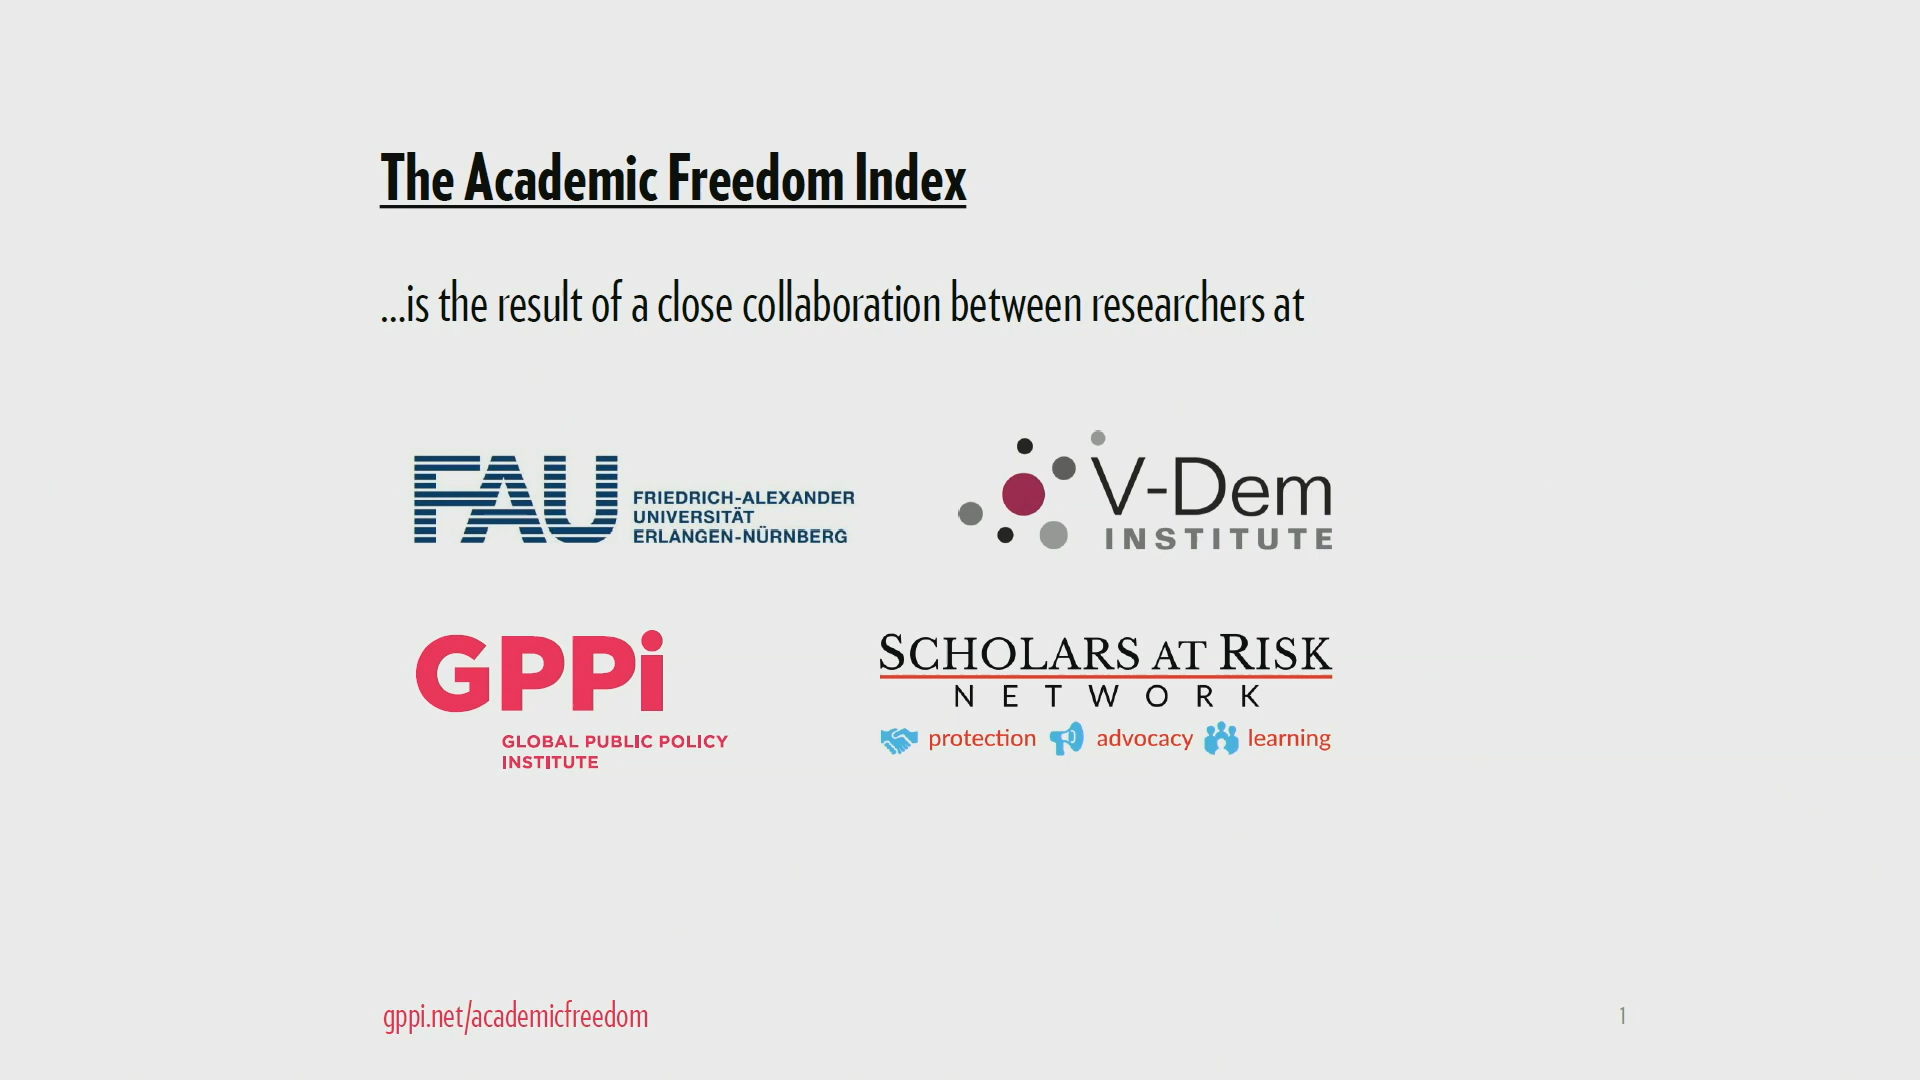 The Academic Freedom Index
...is the result of a close collaboration between researchers at
FAU FRIEDRICH-ALEXANDER
UNIVERSITÄT
ERLANGEN-NÜRNBERG
V-Dem
INSTITUTE
GPPi
GLOBAL PUBLIC POLICY
INSTITUTE
SCHOLARS AT RISK
NETWORK
protection advocacy learning
gppi.net/academicfreedom
1